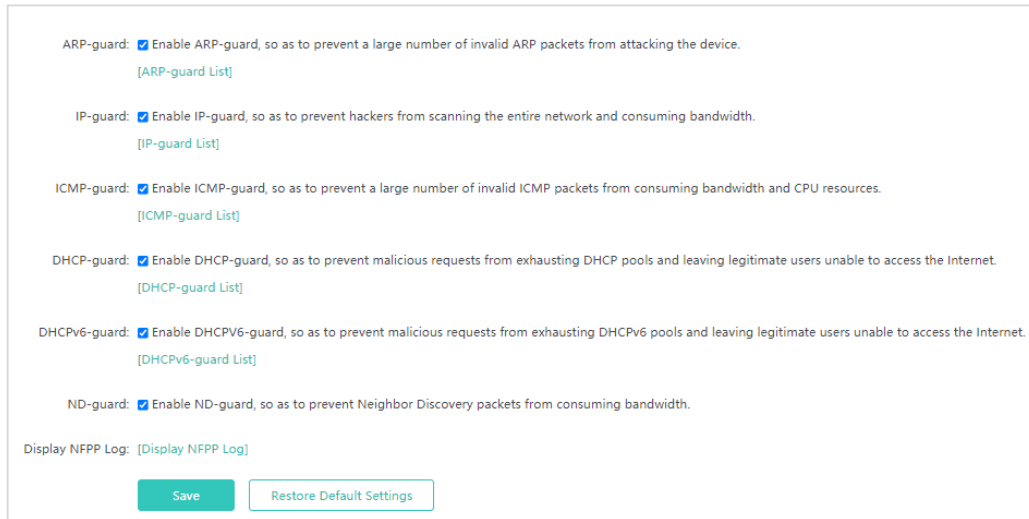 ARP-guard: Enable ARP-guard, so as to prevent a large number of invalid ARP packets from attacking the device.
[ARP-guard List]
IP-guard: Enable IP-guard, so as to prevent hackers from scanning the entire network and consuming bandwidth.
[IP-guard List]
ICMP-guard: Enable ICMP-guard, so as to prevent a large number of invalid ICMP packets from consuming bandwidth and CPU resources.
[ICMP-guard List]
DHCP-guard: Enable DHCP-guard, so as to prevent malicious requests from exhausting DHCP pools and leaving legitimate users unable to access the Internet.
[DHCP-guard List]
DHCPv6-guard: Enable DHCPV6-guard, so as to prevent malicious requests from exhausting DHCPv6 pools and leaving legitimate users unable to access the Internet.
[DHCPv6-guard List]
ND-guard: Enable ND-guard, so as to prevent Neighbor Discovery packets from consuming bandwidth.
Display NFPP Log: [Display NFPP Log]
Save Restore Default Settings